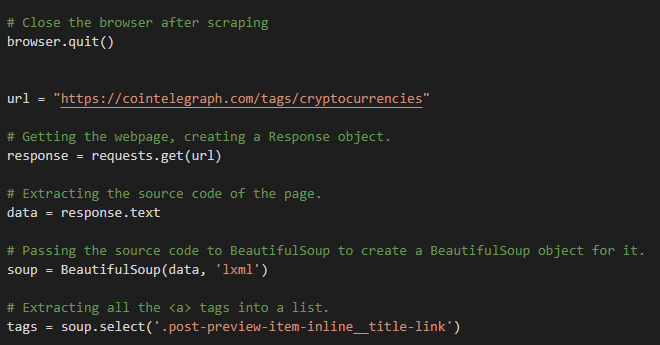 # Close the browser after scraping
browser.quit()
url = "https://cointelegraph.com/tags/cryptocurrencies"
# Getting the webpage, creating a Response object.
response = requests.get(url)
# Extracting the source code of the page.
data = response.text
# Passing the source code to BeautifulSoup to create a BeautifulSoup object for it.
soup = BeautifulSoup(data, 'lxml')
# Extracting all the <a> tags into a list.
tags = soup.select('.post-preview-item-inline__title-link')